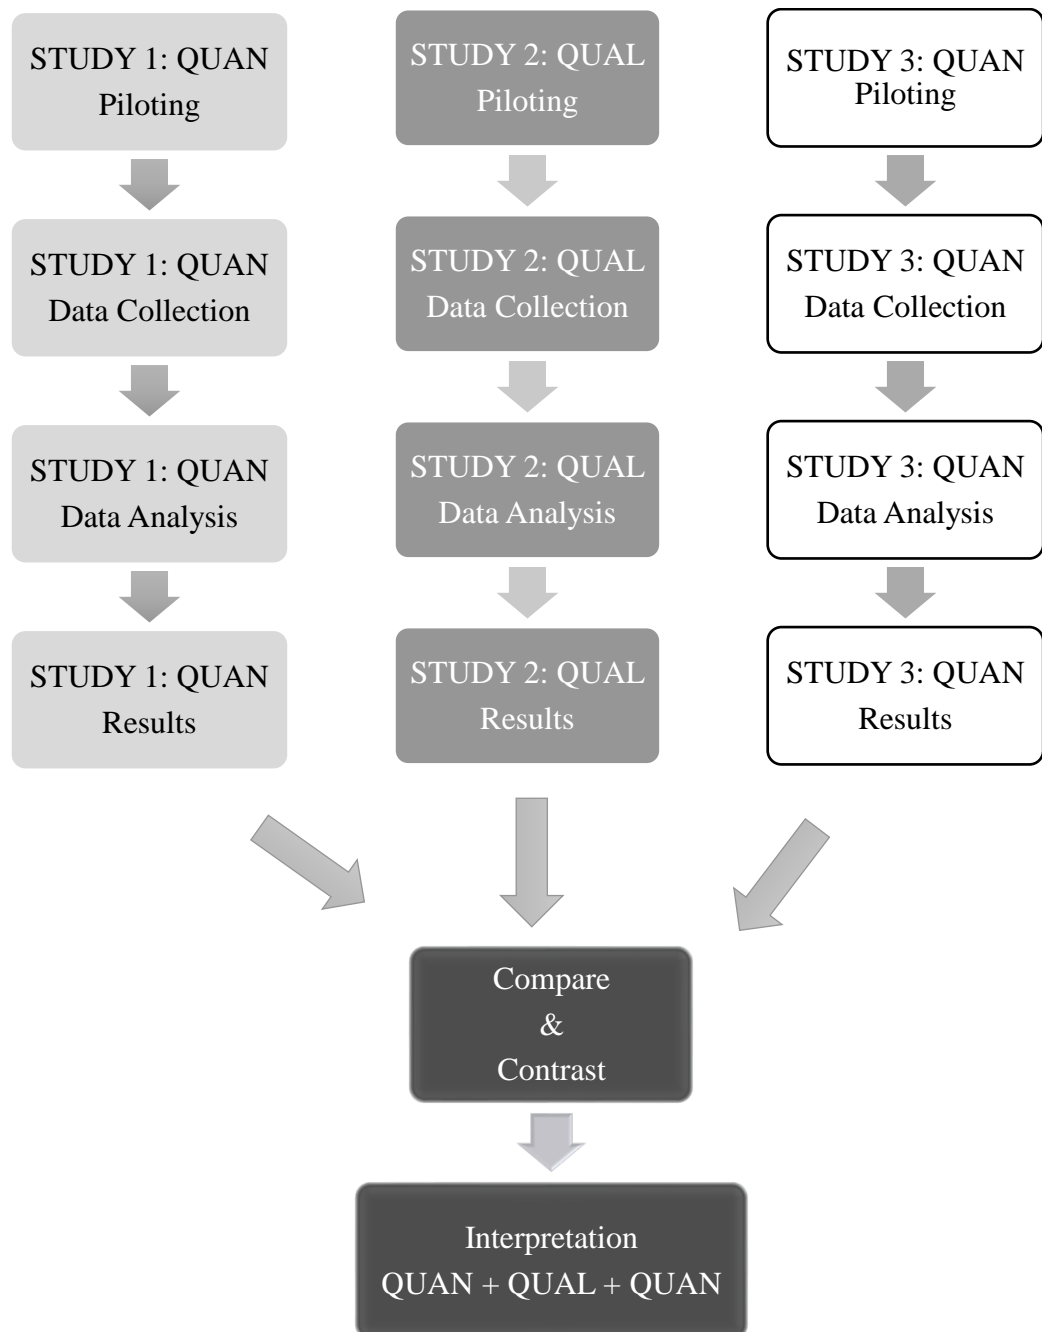 STUDY 1: QUAN
Piloting
STUDY 2: QUAL
Piloting
STUDY 3: QUAN
Piloting
STUDY 1: QUAN
Data Collection
STUDY 2: QUAL
Data Collection
STUDY 3: QUAN
Data Collection
STUDY 1: QUAN
Data Analysis
STUDY 2: QUAL
Data Analysis
STUDY 3: QUAN
Data Analysis
STUDY 1: QUAN
Results
STUDY 2: QUAL
Results
STUDY 3: QUAN
Results
Compare
&
Contrast
Interpretation
QUAN + QUAL + QUAN